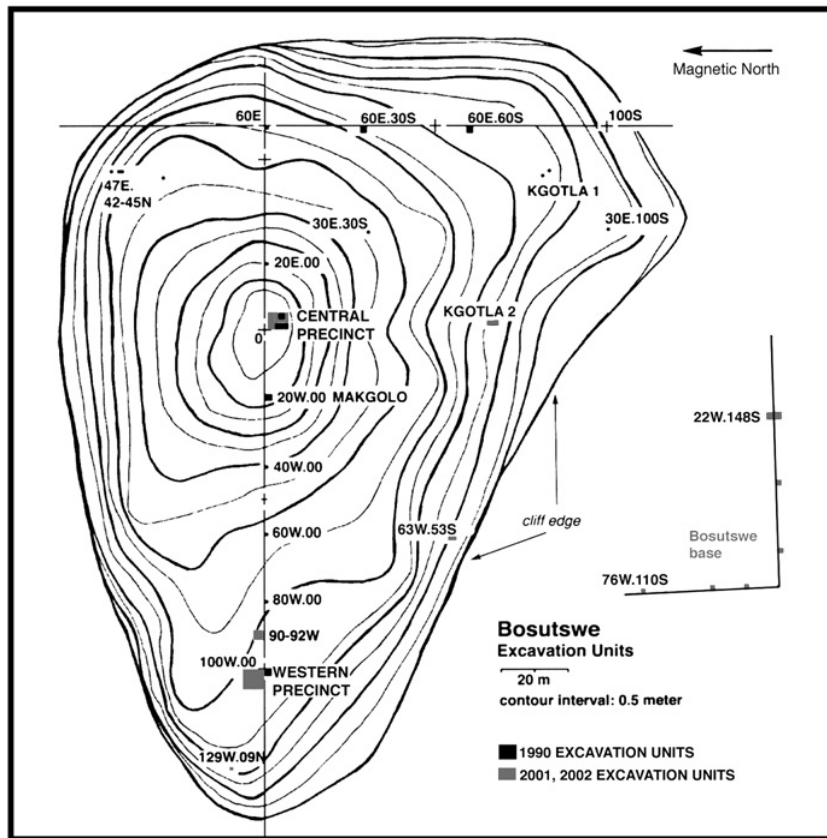 Magnetic North
60E
60E.30S
60E.60S
100S
47E.
42-45N
KGOTLA 1
30E.30S
30E.100S
20E.00
KGOTLA 2
CENTRAL
PRECINCT
0
20W.00 MAKGOLO
22W.148S
40W.00
cliff edge
60W.00
63W.53S
Bosutswe
base
76W.110S
80W.00
90-92W
Bosutswe
Excavation Units
100W.00
WESTERN
PRECINCT
20 m
contour interval: 0.5 meter
129W.09N
1990 EXCAVATION UNITS
2001, 2002 EXCAVATION UNITS